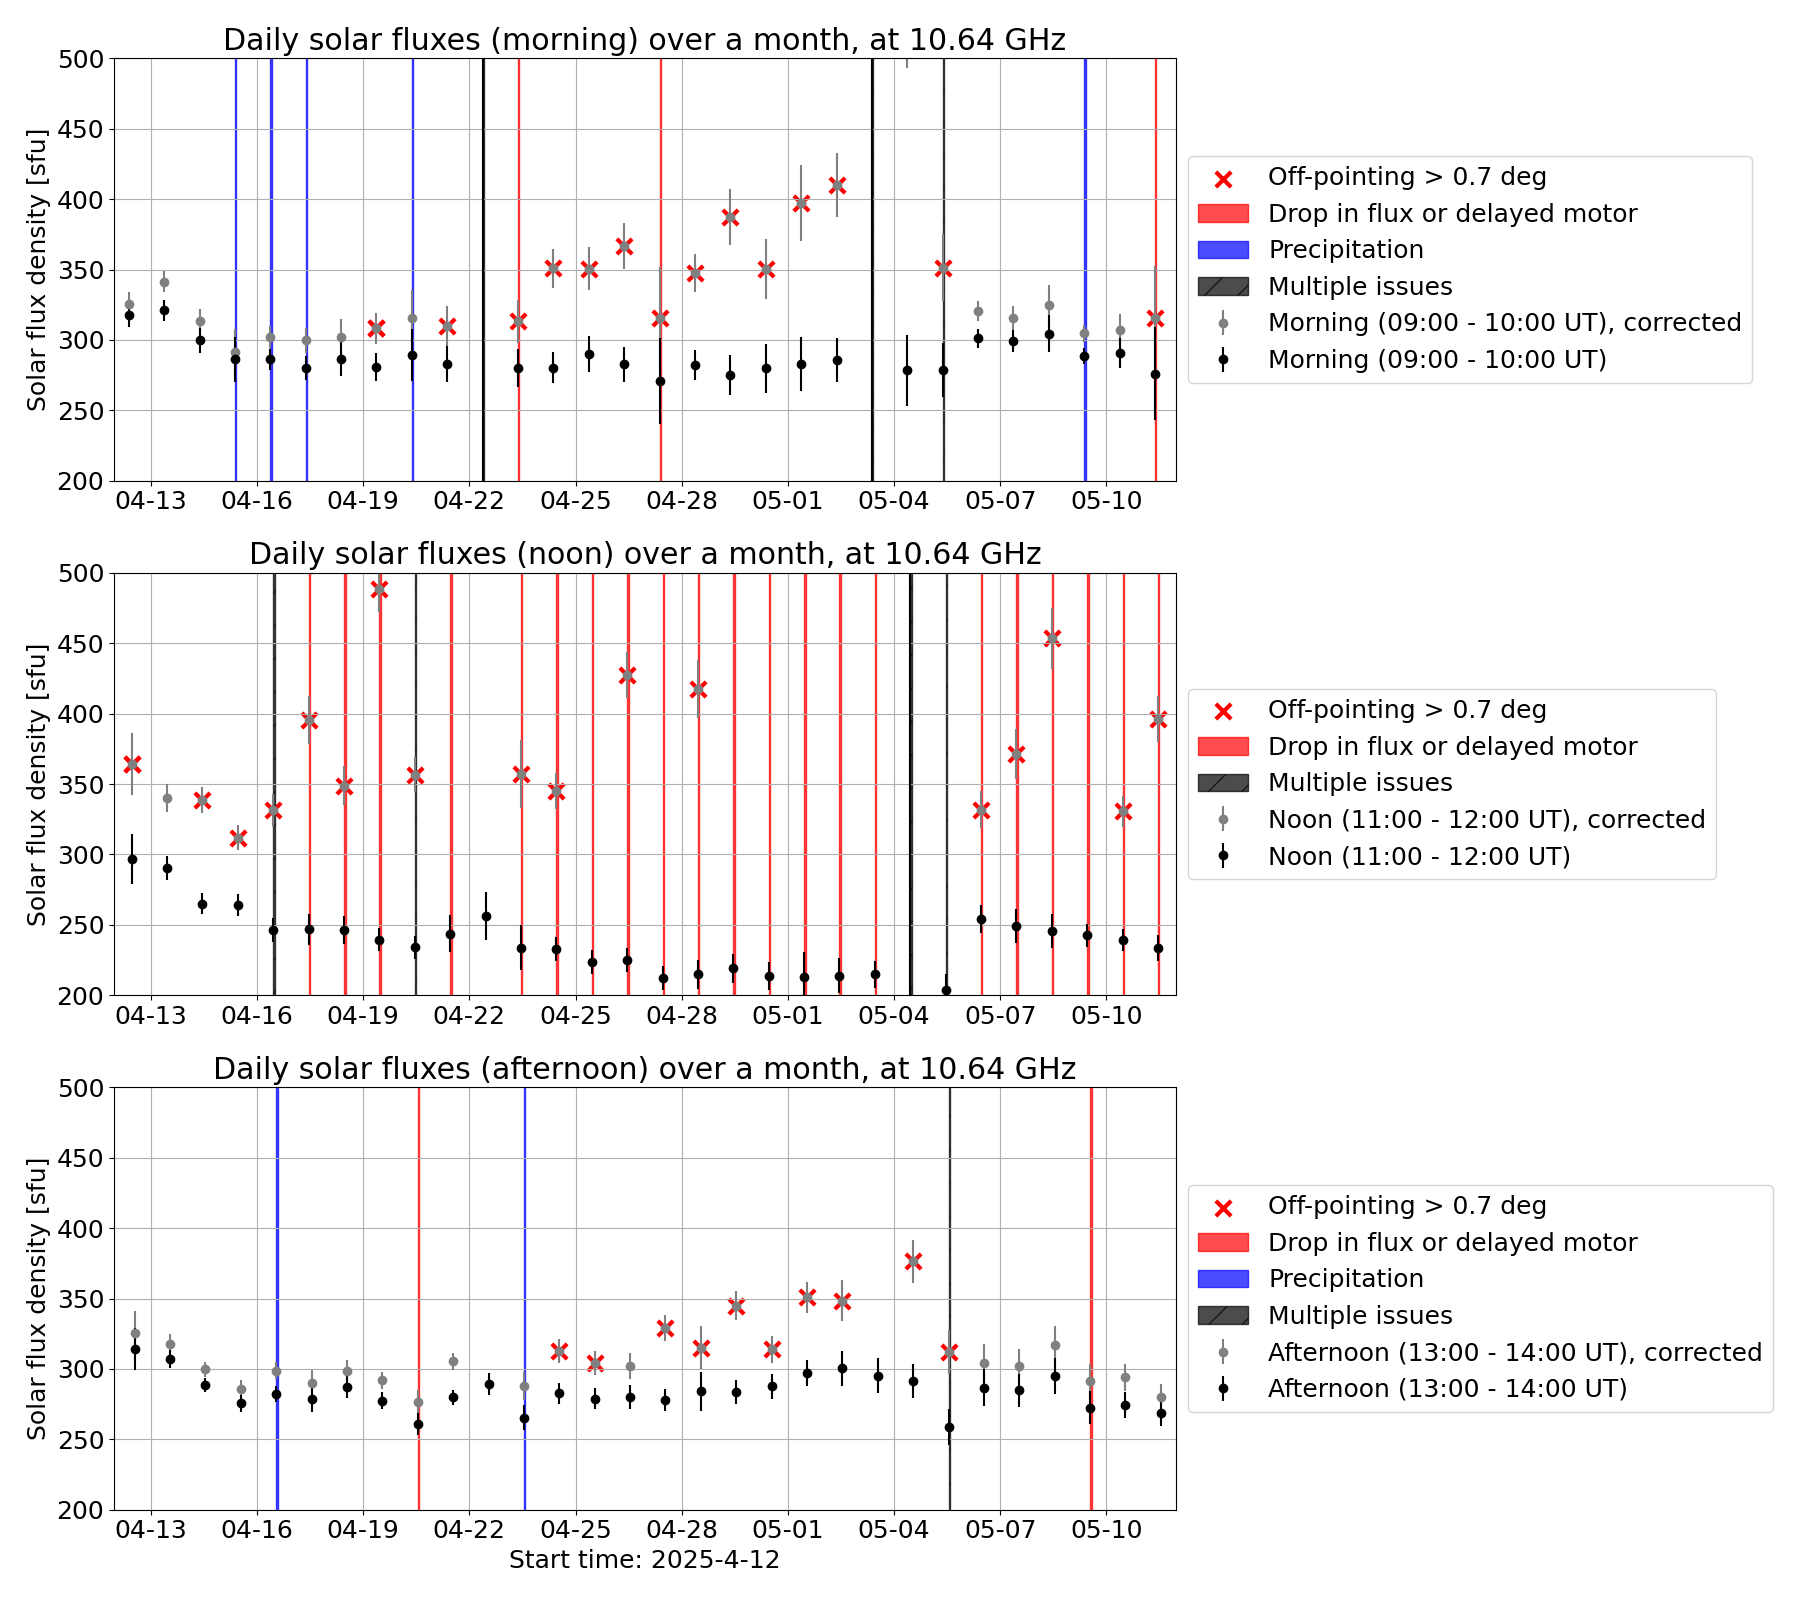 Daily solar fluxes (morning) over a month, at 10.64 GHz
Solar flux density [sfu]
500
450
400
350
300
250
200
04-13 04-16 04-19 04-22 04-25 04-28 05-01 05-04 05-07 05-10
Off-pointing > 0.7 deg
Drop in flux or delayed motor
Precipitation
Multiple issues
Morning (09:00 - 10:00 UT), corrected
Morning (09:00 - 10:00 UT)
Daily solar fluxes (noon) over a month, at 10.64 GHz
Solar flux density [sfu]
500
450
400
350
300
250
200
04-13 04-16 04-19 04-22 04-25 04-28 05-01 05-04 05-07 05-10
Off-pointing > 0.7 deg
Drop in flux or delayed motor
Multiple issues
Noon (11:00 - 12:00 UT), corrected
Noon (11:00 - 12:00 UT)
Daily solar fluxes (afternoon) over a month, at 10.64 GHz
Solar flux density [sfu]
500
450
400
350
300
250
200
04-13 04-16 04-19 04-22 04-25 04-28 05-01 05-04 05-07 05-10
Start time: 2025-4-12
Off-pointing > 0.7 deg
Drop in flux or delayed motor
Precipitation
Multiple issues
Afternoon (13:00 - 14:00 UT), corrected
Afternoon (13:00 - 14:00 UT)